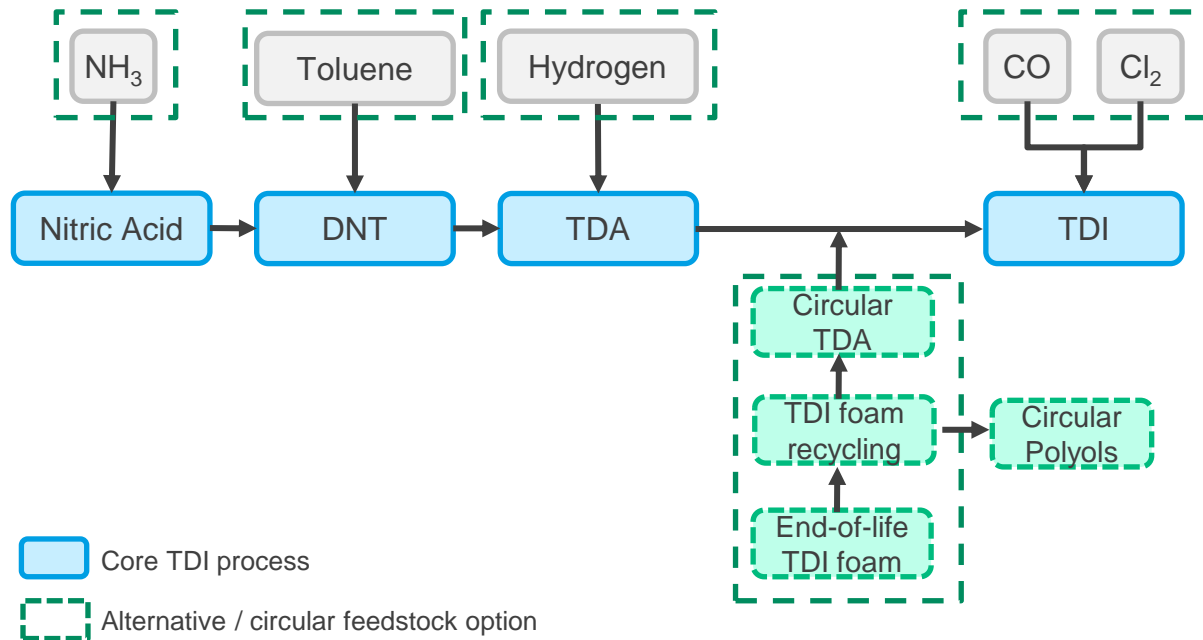 NH₃
Toluene
Hydrogen
CO
Cl₂
Nitric Acid
DNT
TDA
TDI
Circular
TDA
TDI foam
recycling
Circular
Polyols
End-of-life
TDI foam
Core TDI process
Alternative / circular feedstock option